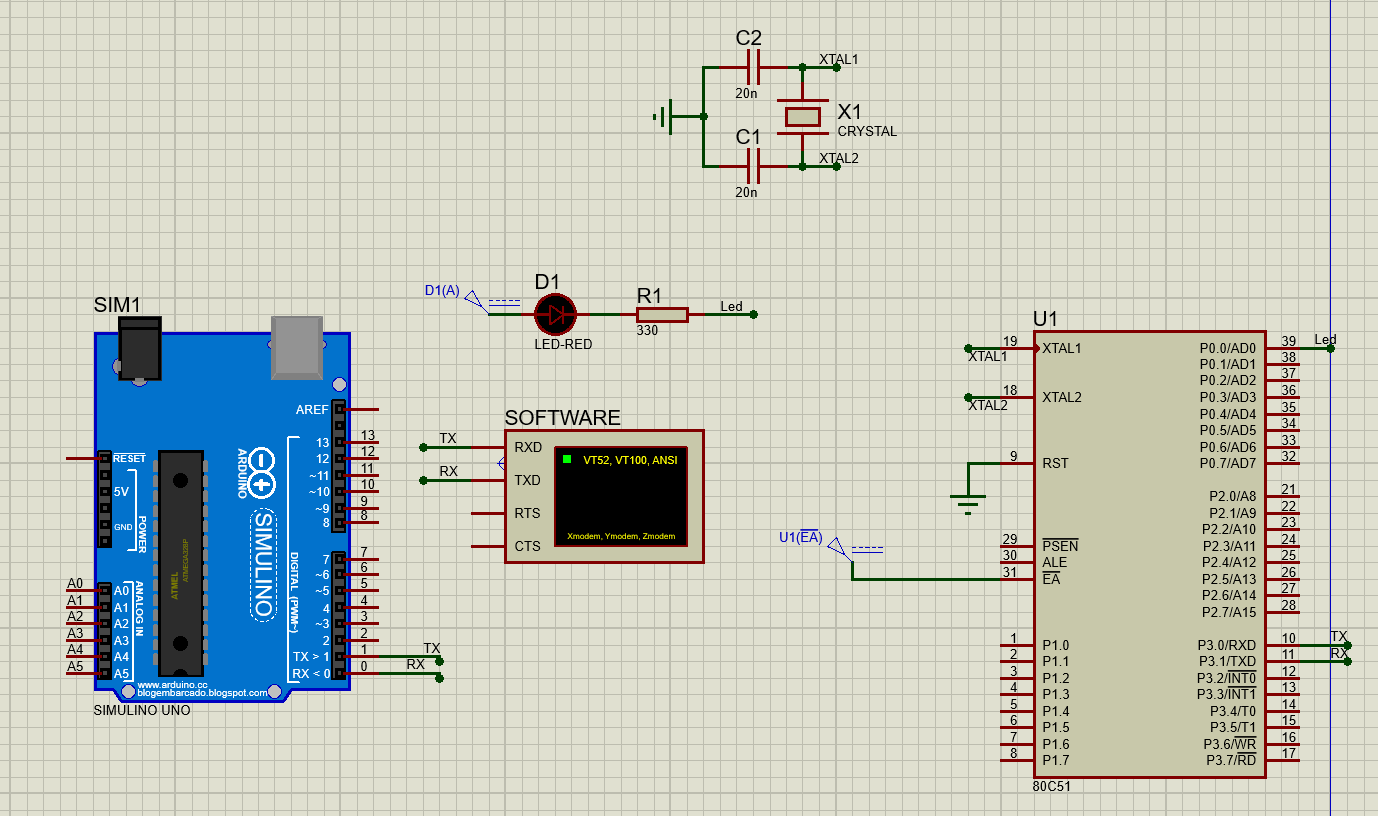 C2
XTAL1
20n
X1
CRYSTAL
C1
XTAL2
20n
D1(A)
D1
LED-RED
R1
330
Led
SIM1
AREF
RESET
5V
GND
POWER
A0 A0
A1 A1
A2 A2
A3 A3
A4 A4
A5 A5
ANALOG IN
ATMEL
ATMEGA328P
ARDUINO
SIMULINO
DIGITAL (PWM~)
13 13
12 12
~11 11
~10 10
~9 9
8 8
7 7
~6 6
~5 5
4 4
~3 3
2 2
TX > 1 1 TX
RX < 0 0 RX
www.arduino.cc
blogembarcado.blogspot.com
SIMULINO UNO
SOFTWARE
TX RXD
RX TXD
RTS
CTS
VT52, VT100, ANSI
Xmodem, Ymodem, Zmodem
U1(EA)
U1
XTAL1 19 XTAL1
XTAL2 18 XTAL2
9 RST
29 PSEN
30 ALE
31 EA
1 P1.0
2 P1.1
3 P1.2
4 P1.3
5 P1.4
6 P1.5
7 P1.6
8 P1.7
P0.0/AD0 39 Led
P0.1/AD1 38
P0.2/AD2 37
P0.3/AD3 36
P0.4/AD4 35
P0.5/AD5 34
P0.6/AD6 33
P0.7/AD7 32
P2.0/A8 21
P2.1/A9 22
P2.2/A10 23
P2.3/A11 24
P2.4/A12 25
P2.5/A13 26
P2.6/A14 27
P2.7/A15 28
P3.0/RXD 10 TX
P3.1/TXD 11 RX
P3.2/INT0 12
P3.3/INT1 13
P3.4/T0 14
P3.5/T1 15
P3.6/WR 16
P3.7/RD 17
80C51